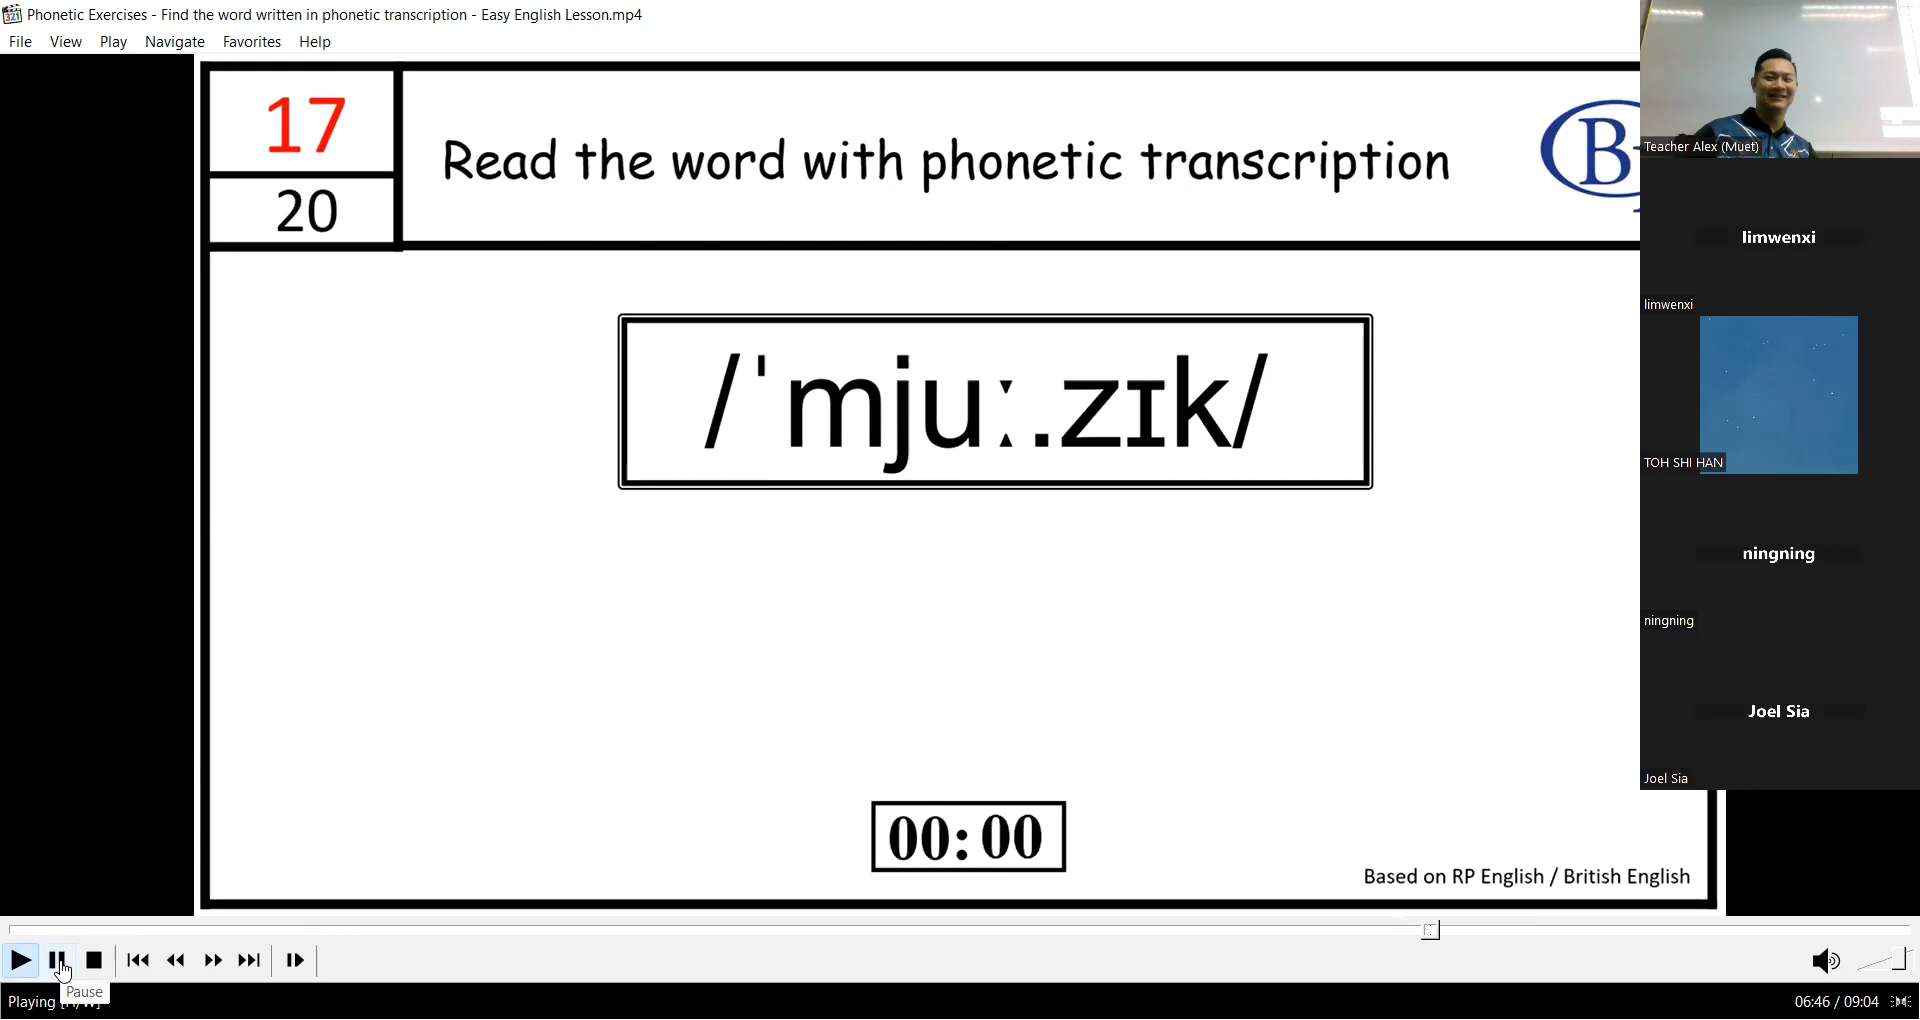 Phonetic Exercises - Find the word written in phonetic transcription - Easy English Lesson.mp4
File View Play Navigate Favorites Help
17
20
Read the word with phonetic transcription
B
/ˈmjuː.zɪk/
00:00
Based on RP English / British English
Teacher Alex (Muet)
limwenxi
limwenxi
TOH SHI HAN
ningning
ningning
Joel Sia
Joel Sia
Pause
Playing [H/W]
06:46 / 09:04